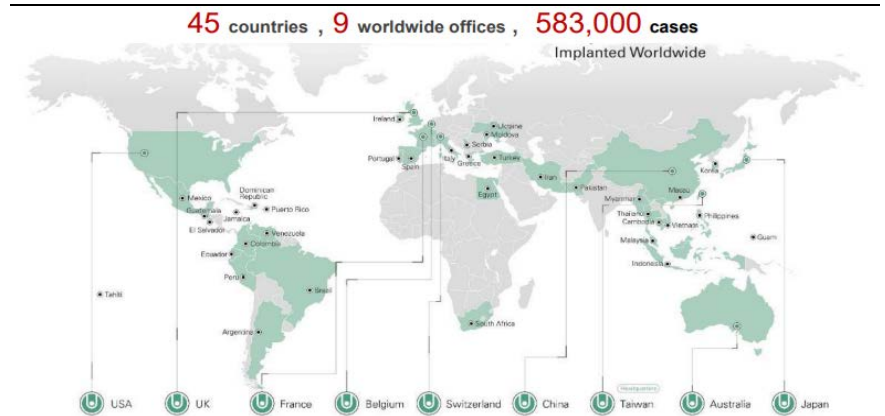 45 countries , 9 worldwide offices , 583,000 cases
Implanted Worldwide
Ireland
Ukraine
Moldova
Serbia
Portugal
Spain
Italy
Greece
Turkey
Korea
Iran
Pakistan
Egypt
Macau
Myanmar
Mexico
Dominican
Republic
Puerto Rico
Guatemala
Jamaica
El Salvador
Thailand
Cambodia
Vietnam
Philippines
Venezuela
Colombia
Ecuador
Malaysia
Guam
Indonesia
Peru
Brasil
Tahiti
Argentine
South Africa
Headquarters
USA
UK
France
Belgium
Switzerland
China
Taiwan
Australia
Japan